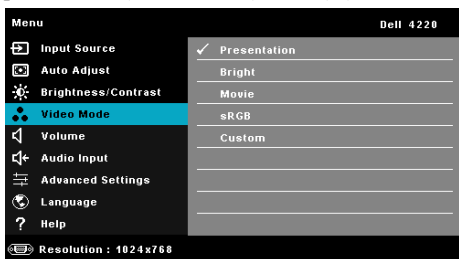 Menu Dell 4220
Input Source
Auto Adjust
Brightness/Contrast
Video Mode
Volume
Audio Input
Advanced Settings
Language
? Help
Presentation
Bright
Movie
sRGB
Custom
Resolution : 1024x768